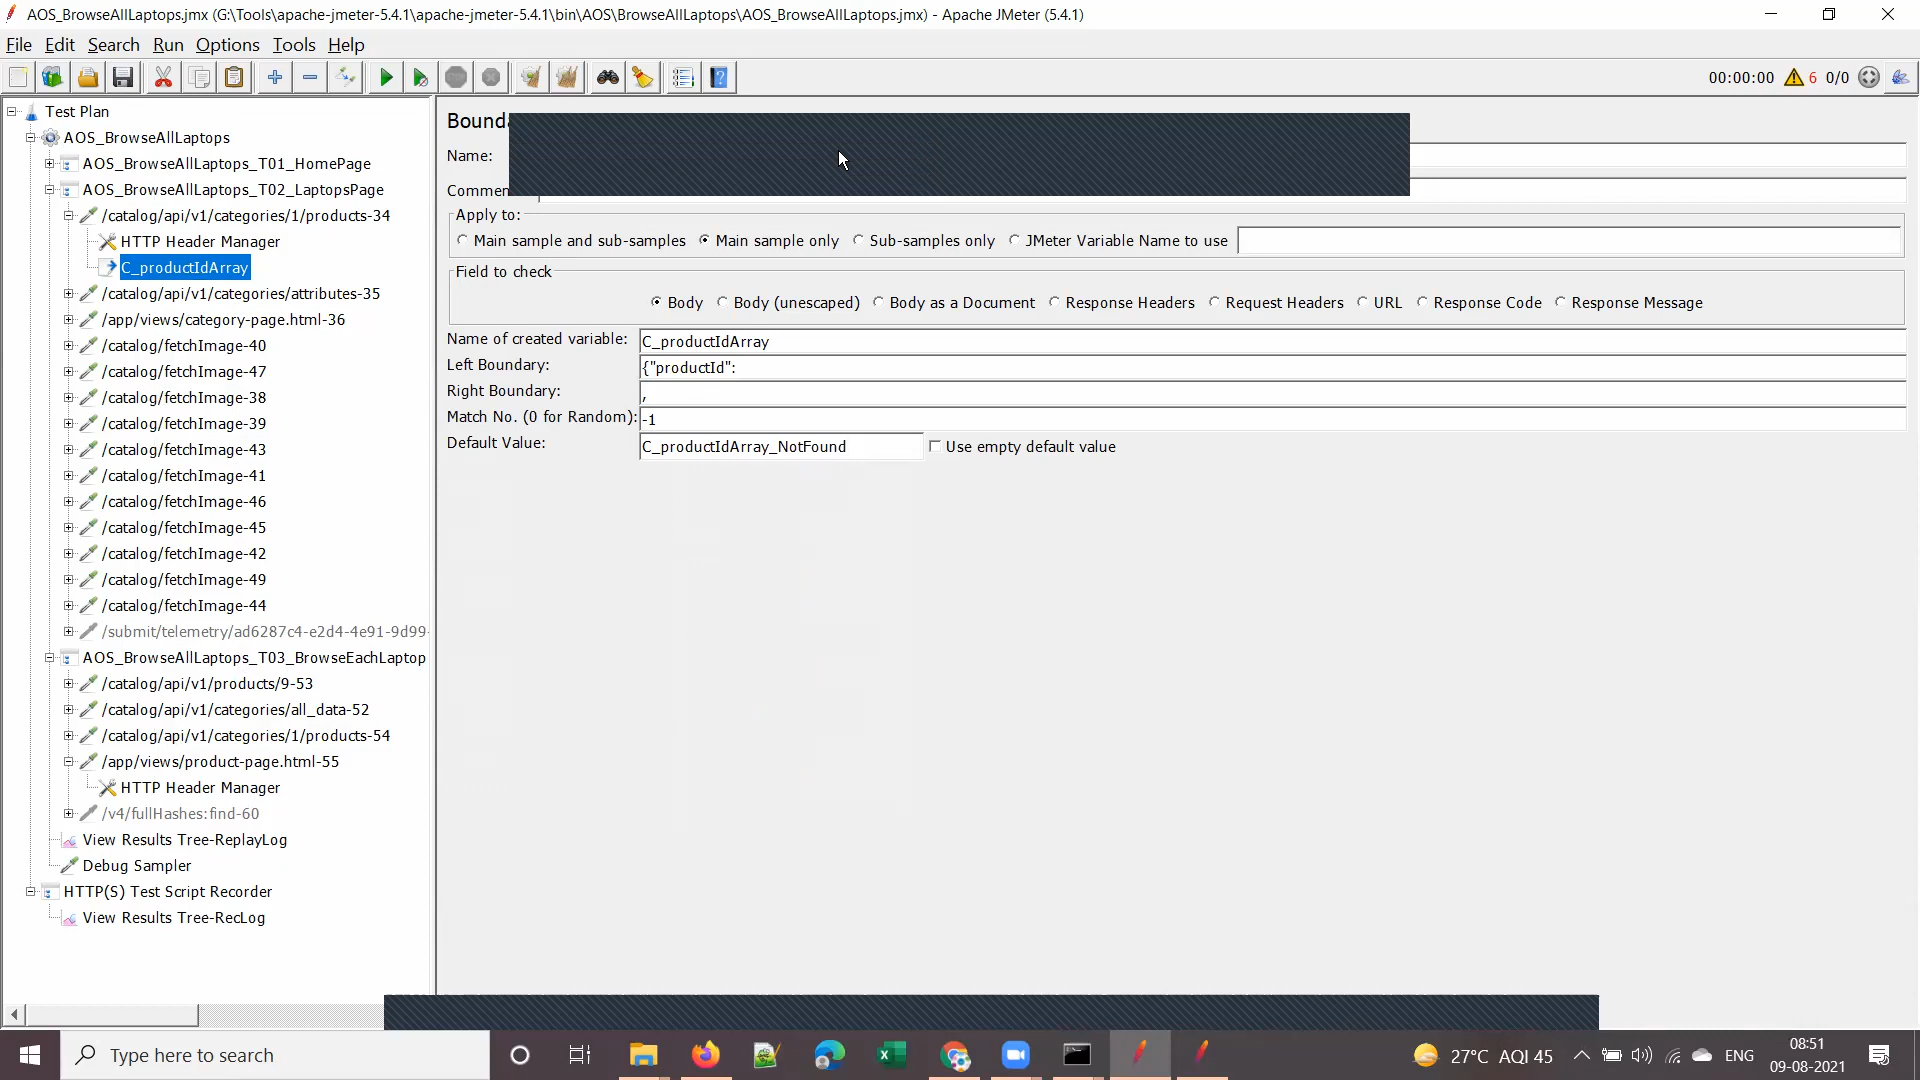 AOS_BrowseAllLaptops.jmx (G:\Tools\apache-jmeter-5.4.1\apache-jmeter-5.4.1\bin\AOS\BrowseAllLaptops\AOS_BrowseAllLaptops.jmx) - Apache JMeter (5.4.1)
File Edit Search Run Options Tools Help
00:00:00 6 0/0
Test Plan
AOS_BrowseAllLaptops
AOS_BrowseAllLaptops_T01_HomePage
AOS_BrowseAllLaptops_T02_LaptopsPage
/catalog/api/v1/categories/1/products-34
HTTP Header Manager
C_productIdArray
/catalog/api/v1/categories/attributes-35
/app/views/category-page.html-36
/catalog/fetchImage-40
/catalog/fetchImage-47
/catalog/fetchImage-38
/catalog/fetchImage-39
/catalog/fetchImage-43
/catalog/fetchImage-41
/catalog/fetchImage-46
/catalog/fetchImage-45
/catalog/fetchImage-42
/catalog/fetchImage-49
/catalog/fetchImage-44
/submit/telemetry/ad6287c4-e2d4-4e91-9d99-
AOS_BrowseAllLaptops_T03_BrowseEachLaptop
/catalog/api/v1/products/9-53
/catalog/api/v1/categories/all_data-52
/catalog/api/v1/categories/1/products-54
/app/views/product-page.html-55
HTTP Header Manager
/v4/fullHashes:find-60
View Results Tree-ReplayLog
Debug Sampler
HTTP(S) Test Script Recorder
View Results Tree-RecLog
Name:
Apply to:
Main sample and sub-samples Main sample only Sub-samples only JMeter Variable Name to use
Field to check
Body Body (unescaped) Body as a Document Response Headers Request Headers URL Response Code Response Message
Name of created variable: C_productIdArray
Left Boundary: {"productId":
Right Boundary: ,
Match No. (0 for Random): -1
Default Value: C_productIdArray_NotFound Use empty default value
Type here to search
27°C AQI 45 ENG
08:51
09-08-2021